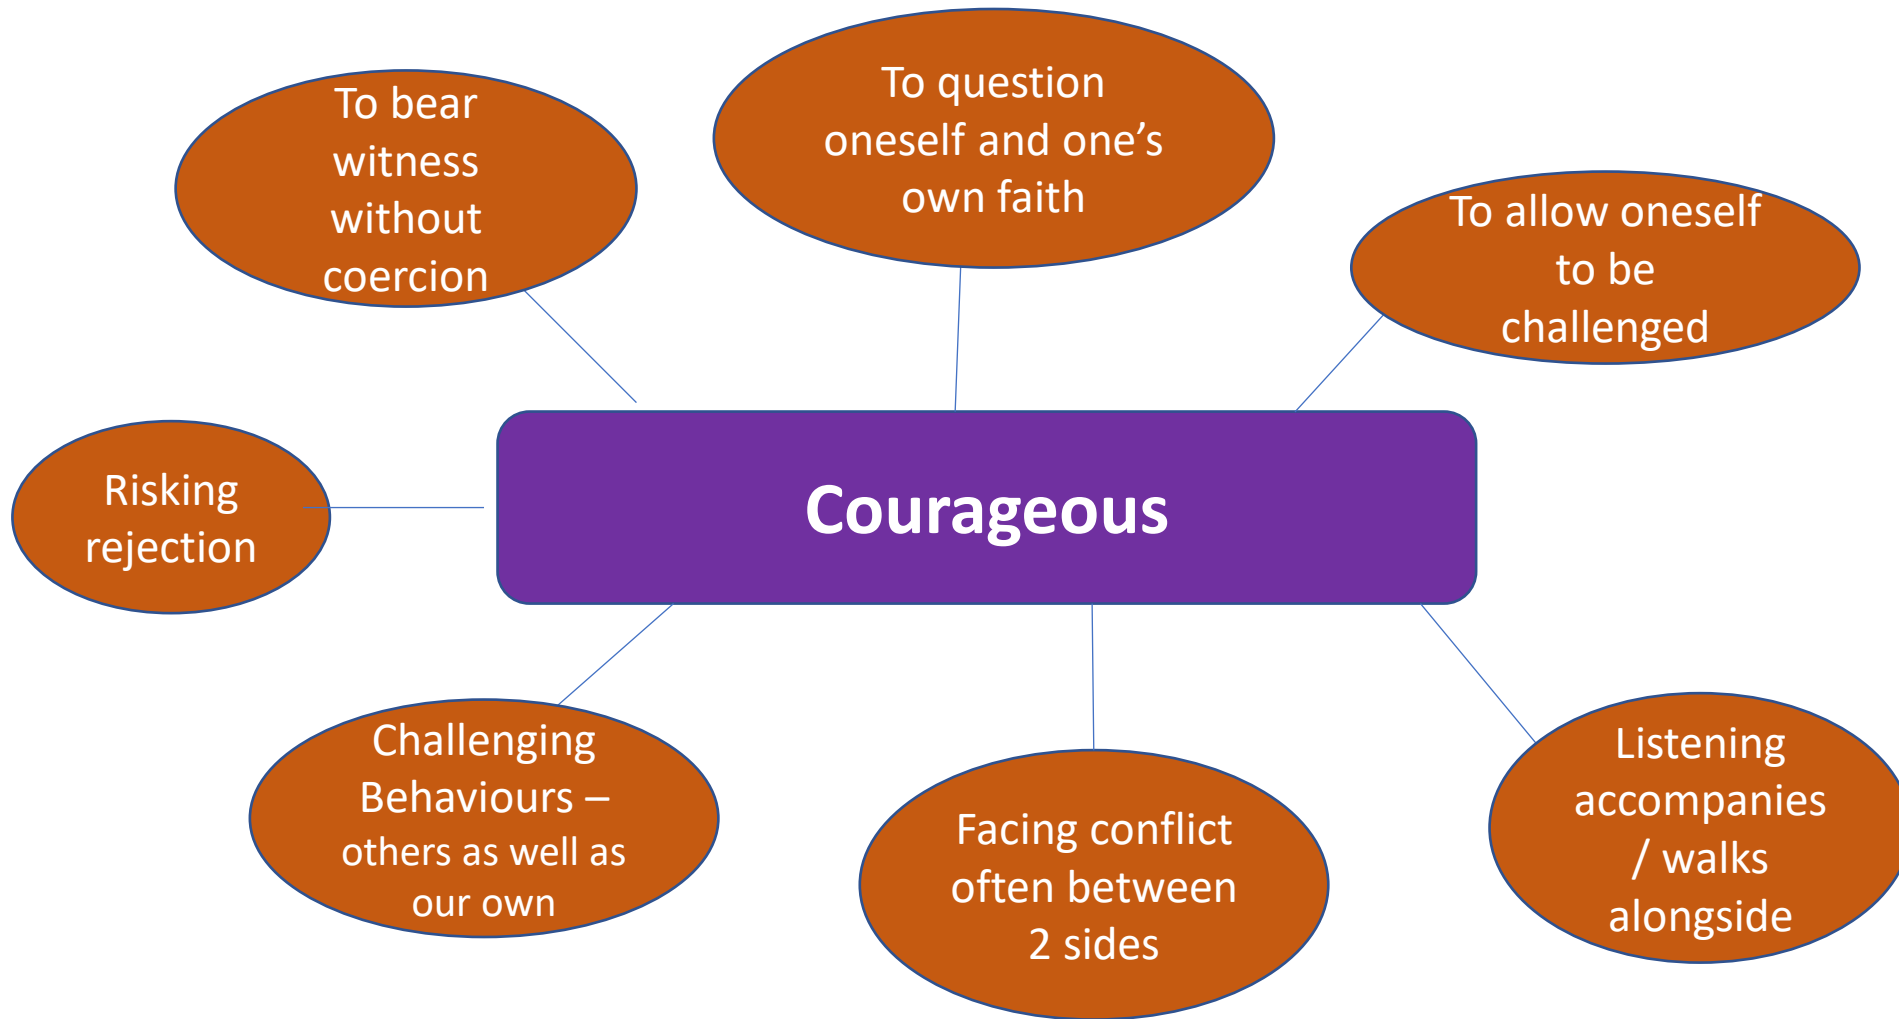 To bear
witness
without
coercion
To question
oneself and one’s
own faith
To allow oneself
to be
challenged
Risking
rejection
Courageous
Challenging
Behaviours –
others as well as
our own
Facing conflict
often between
2 sides
Listening
accompanies
/ walks
alongside